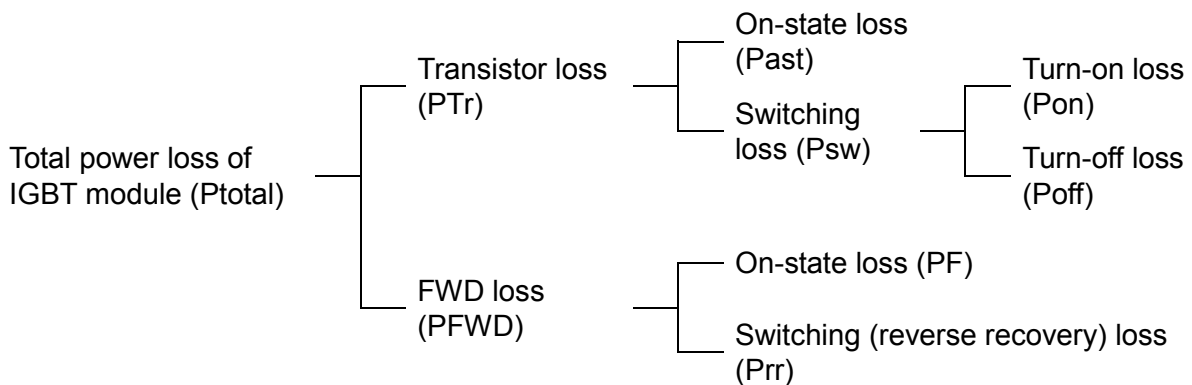 Total power loss of
IGBT module (Ptotal)
Transistor loss
(PTr)
On-state loss
(Past)
Switching
loss (Psw)
Turn-on loss
(Pon)
Turn-off loss
(Poff)
FWD loss
(PFWD)
On-state loss (PF)
Switching (reverse recovery) loss
(Prr)